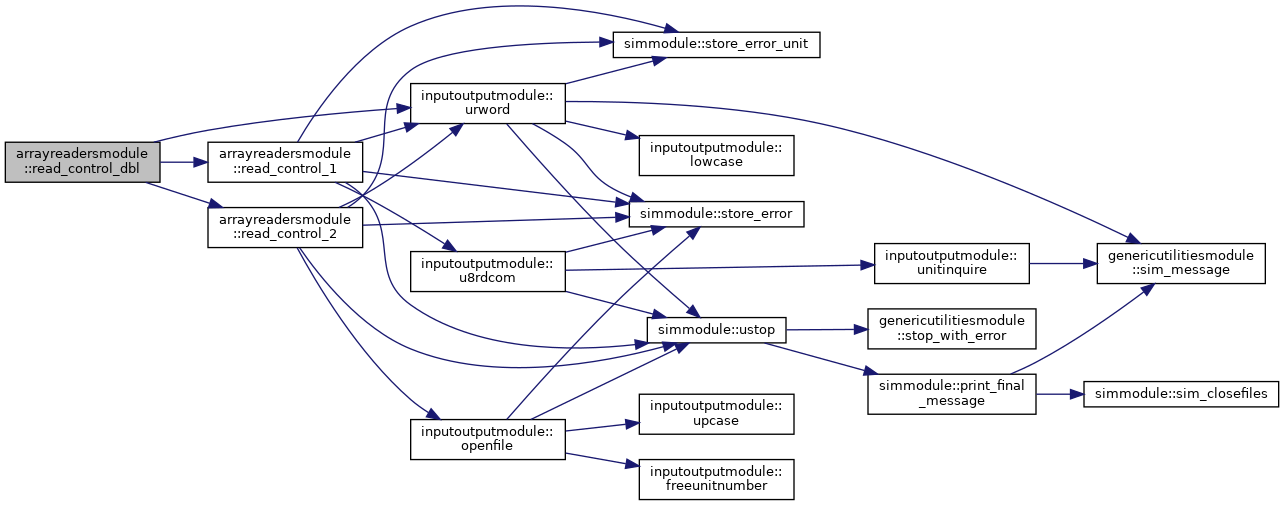 arrayreadersmodule
::read_control_dbl
arrayreadersmodule
::read_control_1
arrayreadersmodule
::read_control_2
inputoutputmodule::
urword
inputoutputmodule::
u8rdcom
inputoutputmodule::
openfile
simmodule::store_error_unit
inputoutputmodule::
lowcase
simmodule::store_error
simmodule::ustop
inputoutputmodule::
upcase
inputoutputmodule::
freeunitnumber
inputoutputmodule::
unitinquire
genericutilitiesmodule
::stop_with_error
simmodule::print_final
_message
genericutilitiesmodule
::sim_message
simmodule::sim_closefiles